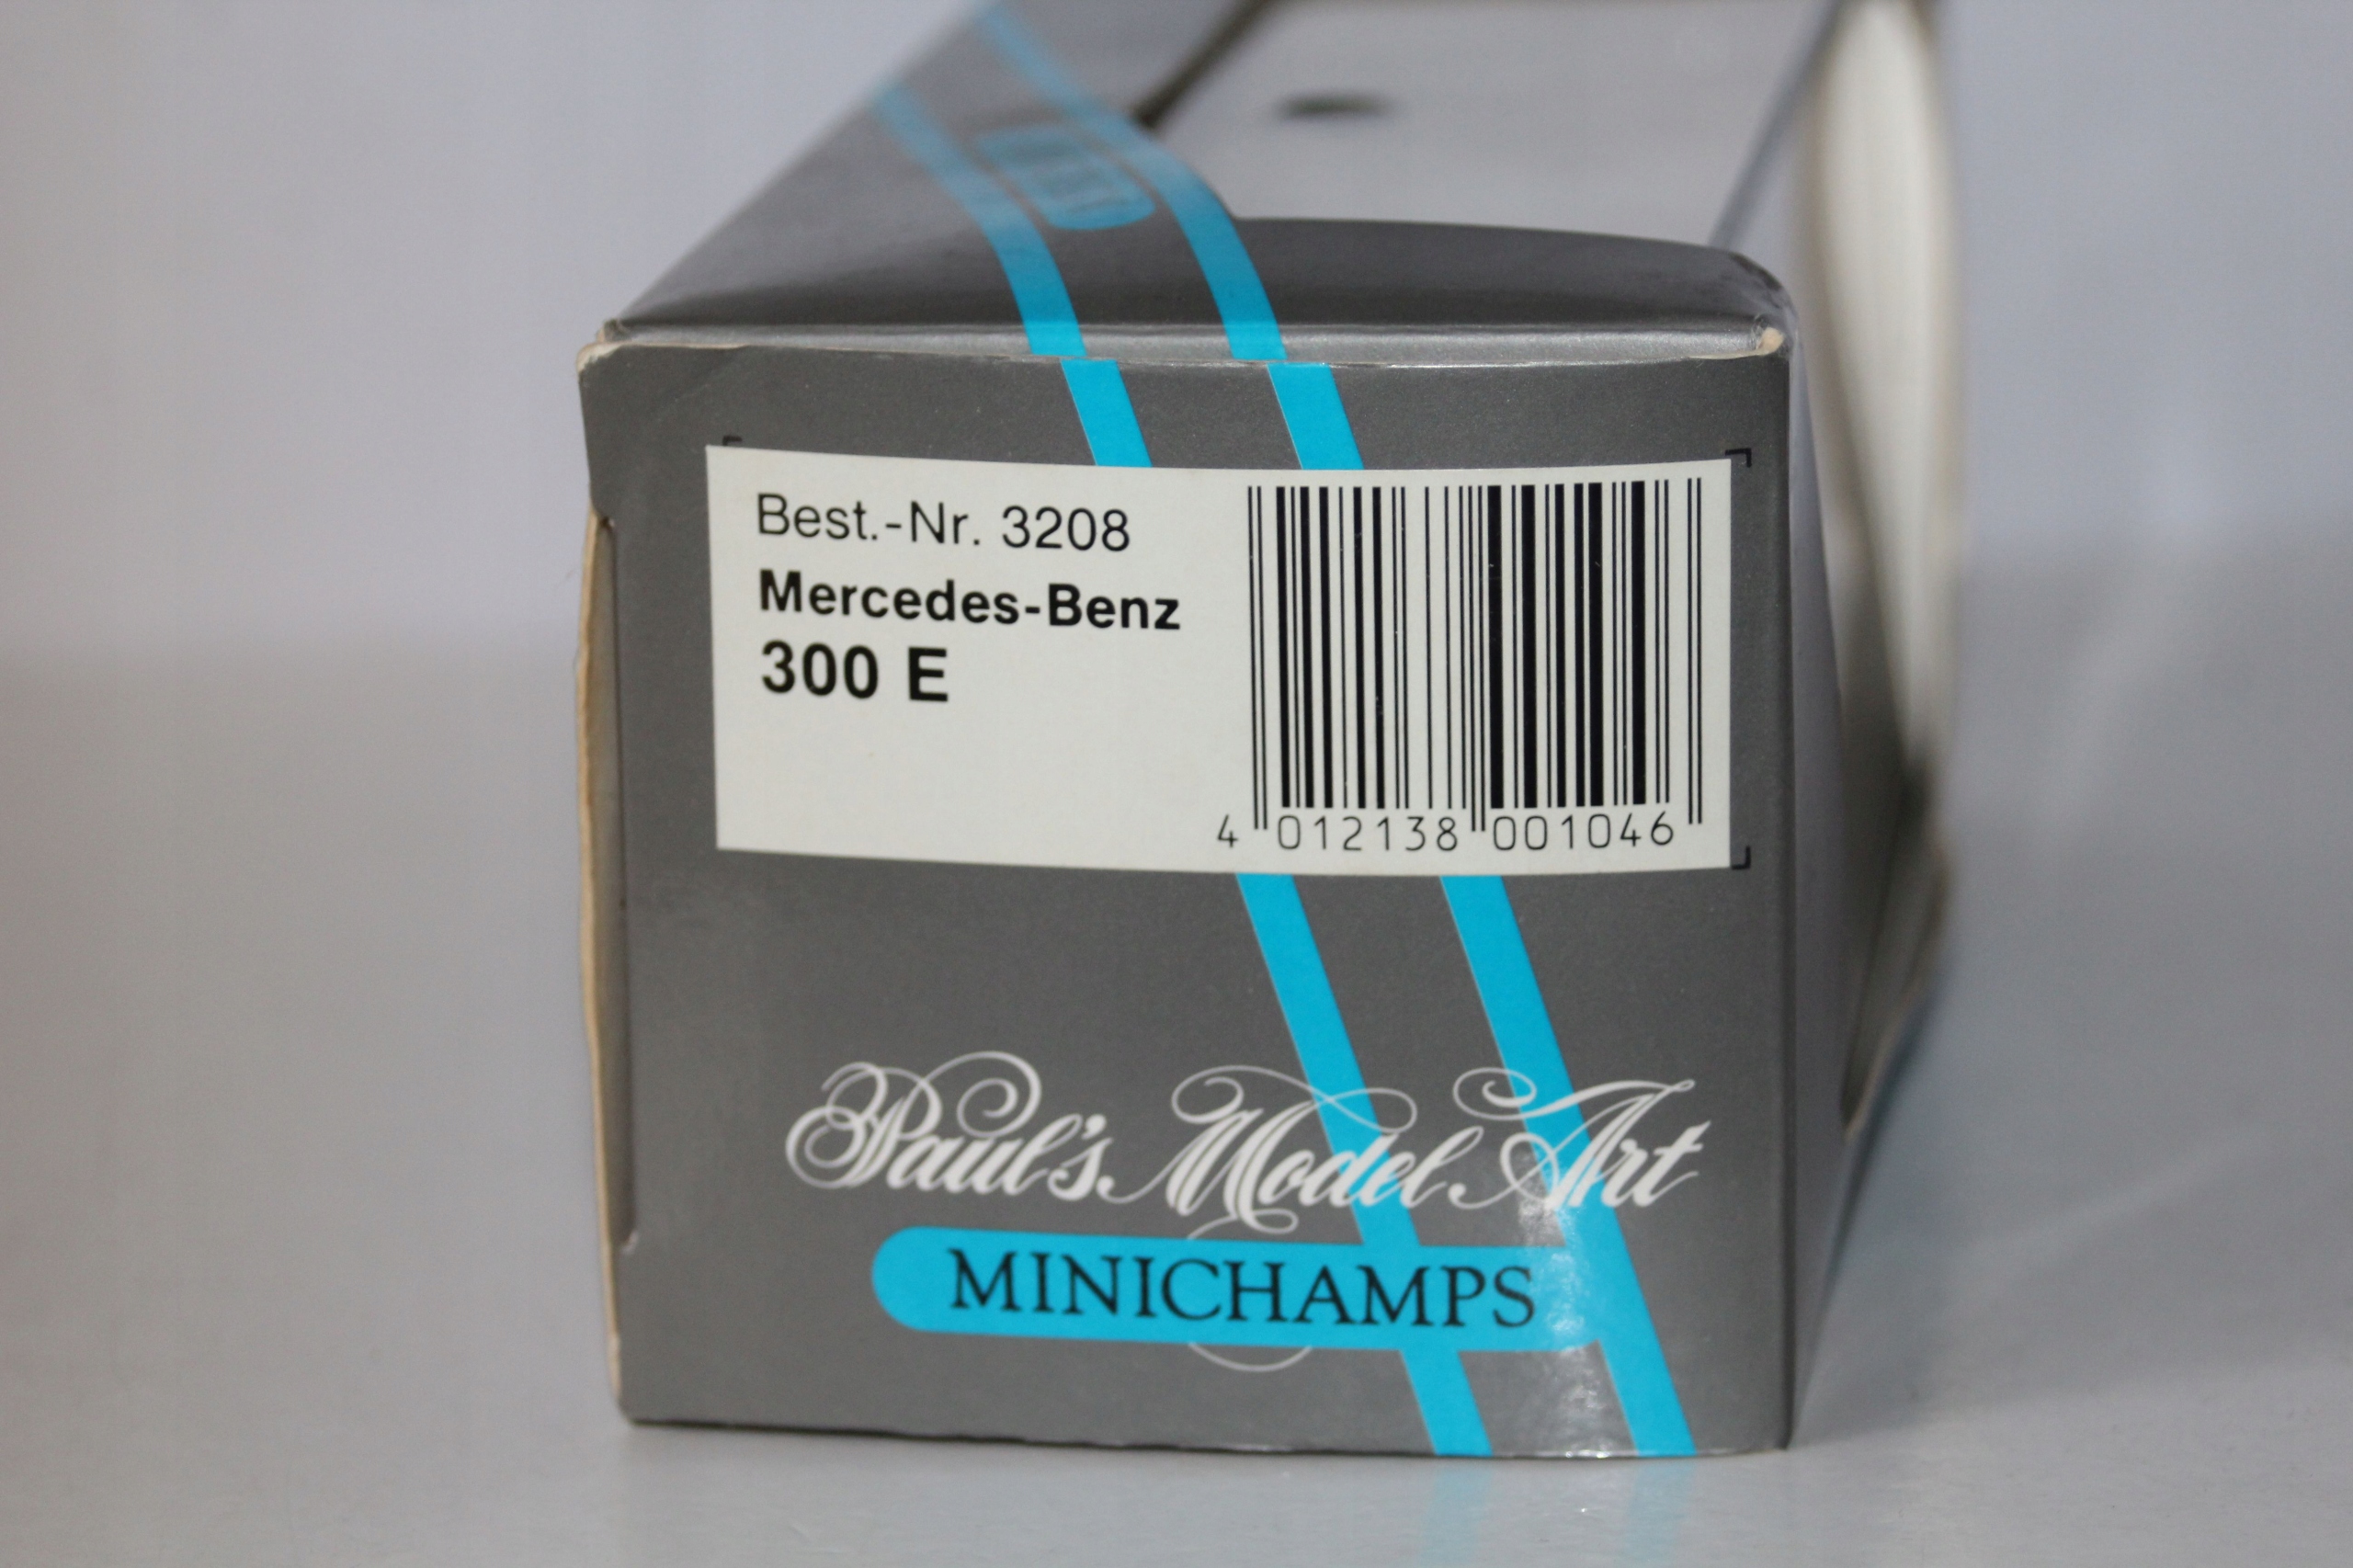 Best.-Nr. 3208
Mercedes-Benz
300 E
4 012138 001046
Paul's Model Art
MINICHAMPS